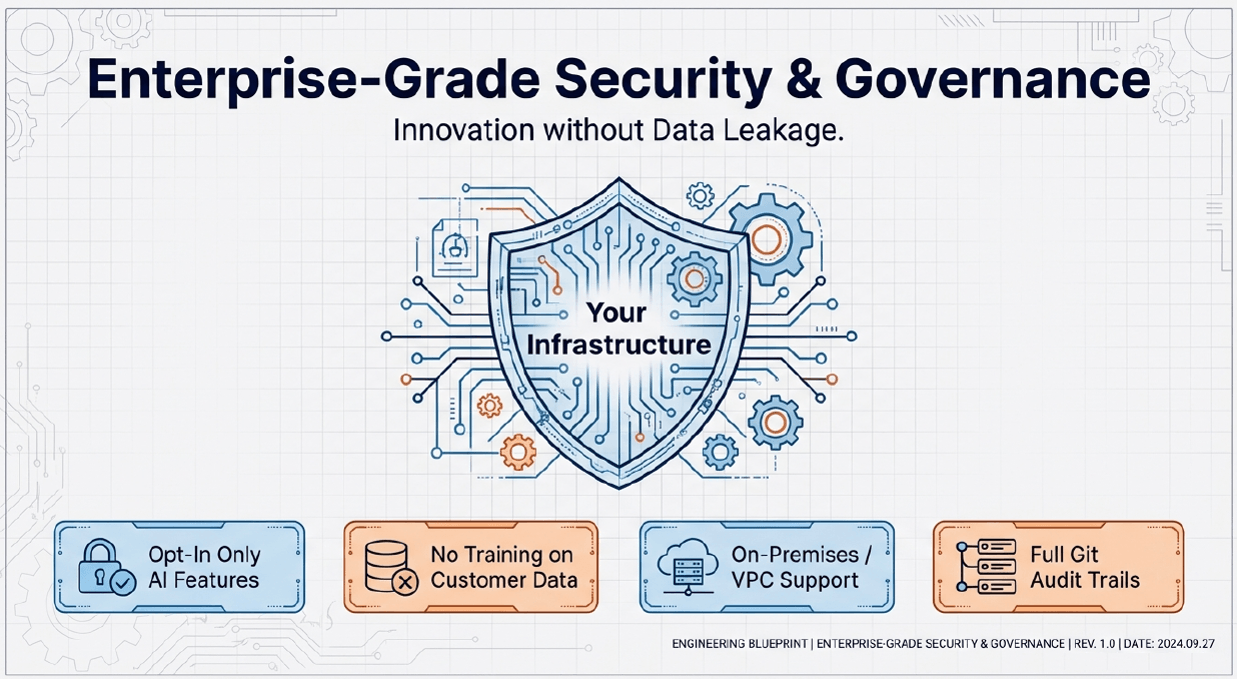 Enterprise-Grade Security & Governance
Innovation without Data Leakage.
Your
Infrastructure
Opt-In Only
AI Features
No Training on
Customer Data
On-Premises /
VPC Support
Full Git
Audit Trails
ENGINEERING BLUEPRINT | ENTERPRISE-GRADE SECURITY & GOVERNANCE | REV. 1.0 | DATE: 2024.09.27